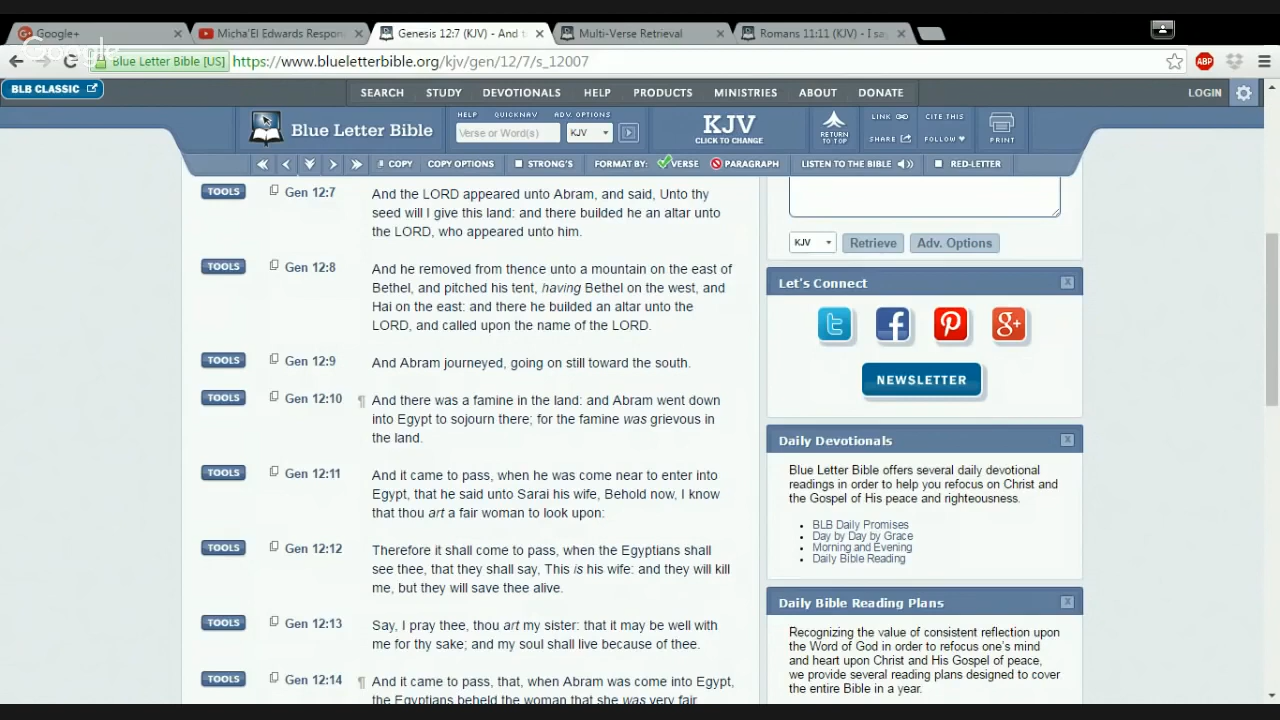 Google+
Micha'El Edwards Respon
Genesis 12:7 (KJV) - And t
Multi-Verse Retrieval
Romans 11:11 (KJV) - I say
Google
Blue Letter Bible [US]
https://www.blueletterbible.org/kjv/gen/12/7/s_12007
ABP
BLB CLASSIC
SEARCH STUDY DEVOTIONALS HELP PRODUCTS MINISTRIES ABOUT DONATE
LOGIN
Blue Letter Bible
HELP QUICKNAV ADV. OPTIONS
Verse or Word(s)
KJV
KJV
CLICK TO CHANGE
RETURN
TO TOP
LINK
CITE THIS
SHARE
FOLLOW
PRINT
COPY COPY OPTIONS STRONG'S FORMAT BY: VERSE PARAGRAPH LISTEN TO THE BIBLE RED-LETTER
TOOLS Gen 12:7 And the LORD appeared unto Abram, and said, Unto thy
seed will I give this land: and there builded he an altar unto
the LORD, who appeared unto him.
TOOLS Gen 12:8 And he removed from thence unto a mountain on the east of
Bethel, and pitched his tent, having Bethel on the west, and
Hai on the east: and there he builded an altar unto the
LORD, and called upon the name of the LORD.
TOOLS Gen 12:9 And Abram journeyed, going on still toward the south.
TOOLS Gen 12:10 ¶ And there was a famine in the land: and Abram went down
into Egypt to sojourn there; for the famine was grievous in
the land.
TOOLS Gen 12:11 And it came to pass, when he was come near to enter into
Egypt, that he said unto Sarai his wife, Behold now, I know
that thou art a fair woman to look upon:
TOOLS Gen 12:12 Therefore it shall come to pass, when the Egyptians shall
see thee, that they shall say, This is his wife: and they will kill
me, but they will save thee alive.
TOOLS Gen 12:13 Say, I pray thee, thou art my sister: that it may be well with
me for thy sake; and my soul shall live because of thee.
TOOLS Gen 12:14 ¶ And it came to pass, that, when Abram was come into Egypt,
the Egyptians beheld the woman that she was very fair
KJV
Retrieve
Adv. Options
Let's Connect
NEWSLETTER
Daily Devotionals
Blue Letter Bible offers several daily devotional
readings in order to help you refocus on Christ and
the Gospel of His peace and righteousness.
BLB Daily Promises
Day by Day by Grace
Morning and Evening
Daily Bible Reading
Daily Bible Reading Plans
Recognizing the value of consistent reflection upon
the Word of God in order to refocus one's mind
and heart upon Christ and His Gospel of peace,
we provide several reading plans designed to cover
the entire Bible in a year.